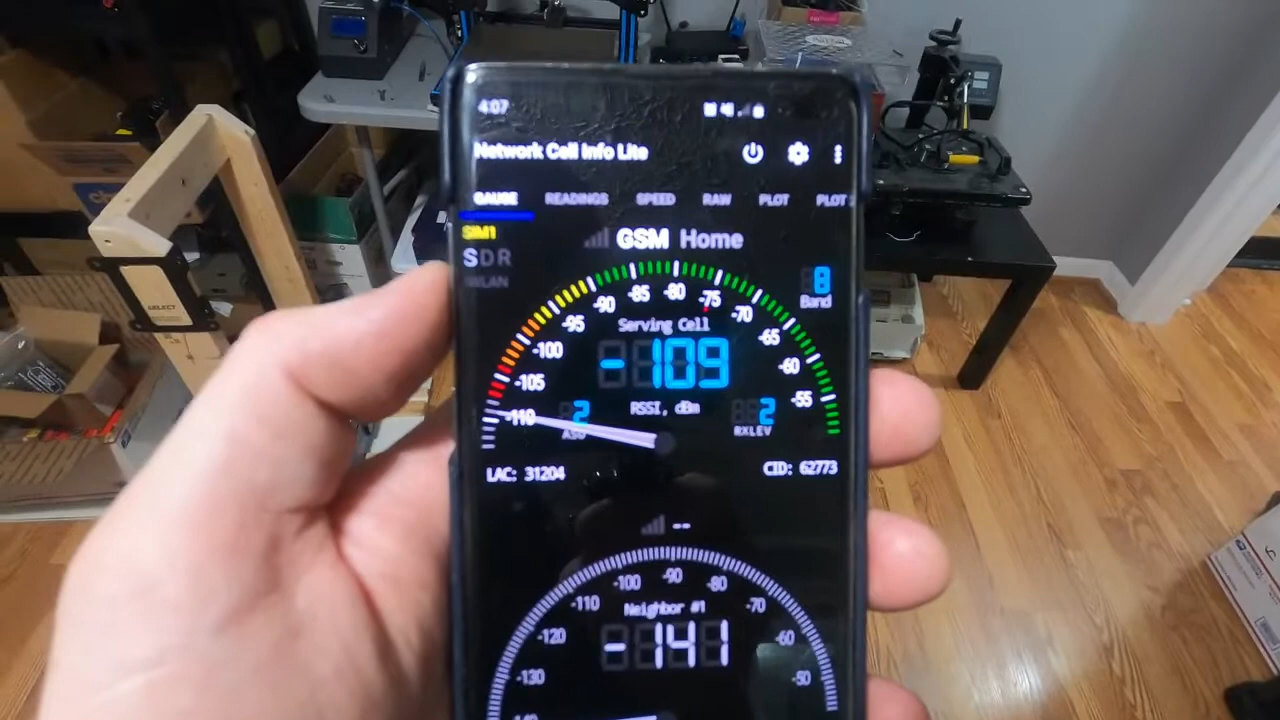 4:07
Network Cell Info Lite
GAUGE READINGS SPEED RAW PLOT PLOT
SIM1
GSM Home
SDR
WLAN
8
Band
-110 -105 -100 -95 -90 -85 -80 -75 -70 -65 -60 -55
Serving Cell
-109
RSSI, dBm
2
ASU
2
RXLEV
LAC: 31204
CID: 62773
--
-130 -120 -110 -100 -90 -80 -70 -60 -50
Neighbor #1
-141
SELECT